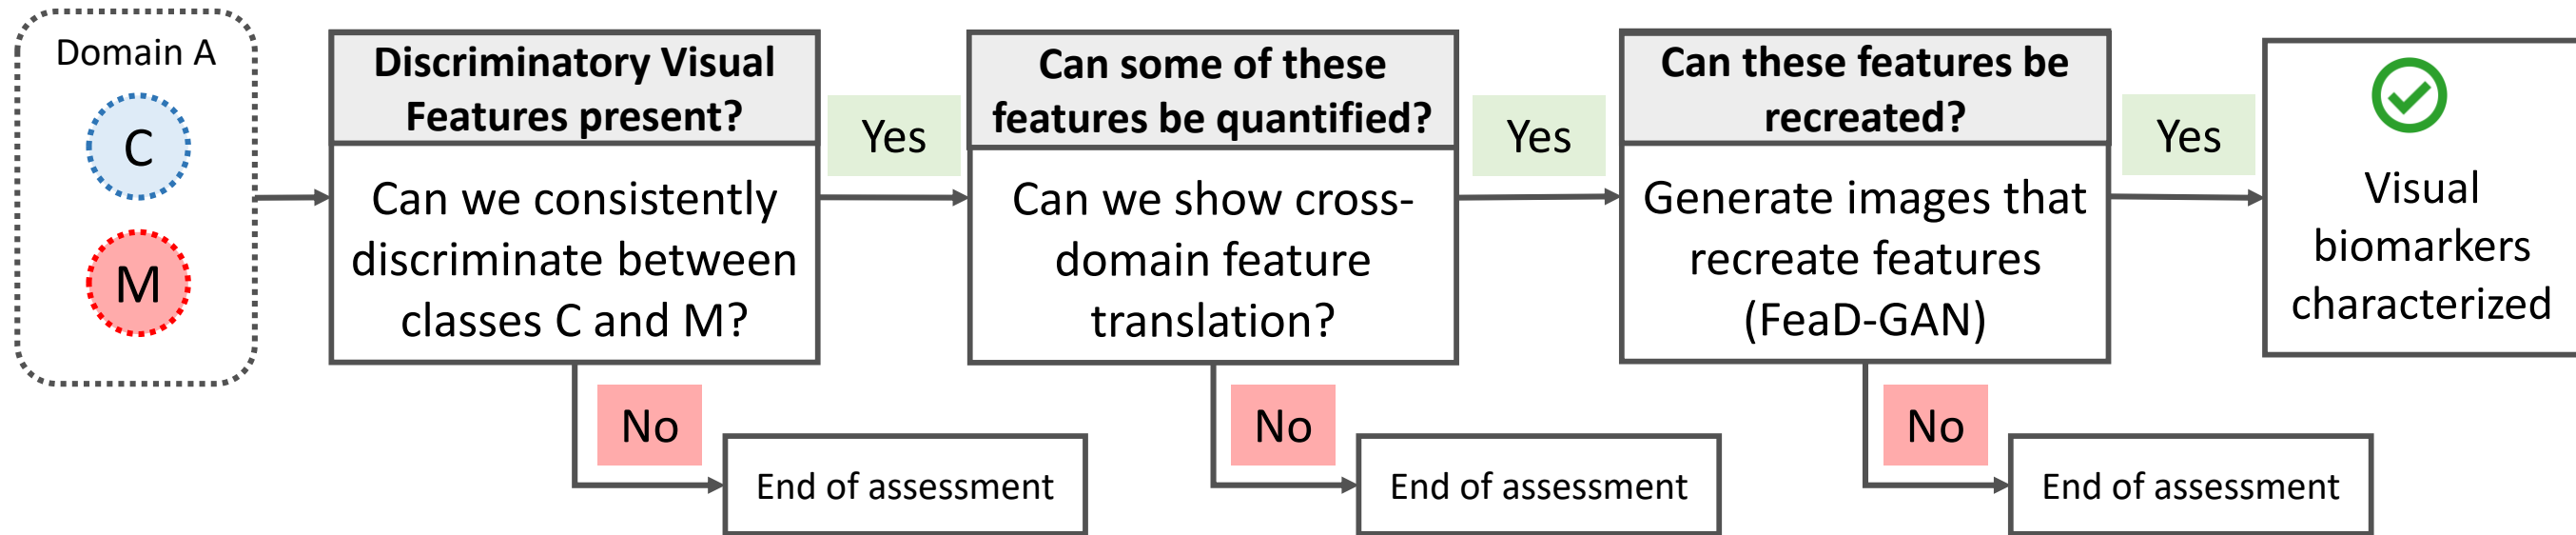 Domain A
C
M
Discriminatory Visual
Features present?
Can we consistently
discriminate between
classes C and M?
Yes
No
End of assessment
Can some of these
features be quantified?
Can we show cross-
domain feature
translation?
Yes
No
End of assessment
Can these features be
recreated?
Generate images that
recreate features
(FeaD-GAN)
Yes
No
End of assessment
Visual
biomarkers
characterized